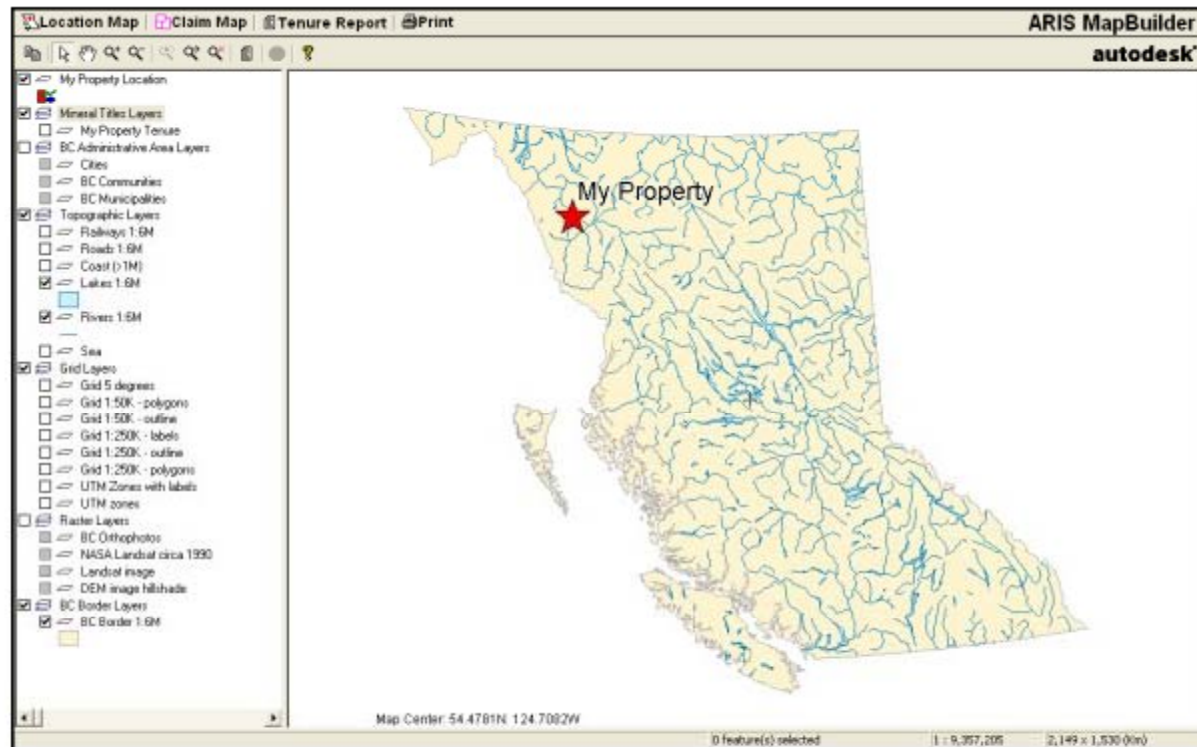 Location Map | Claim Map | Tenure Report | Print ARIS MapBuilder
autodesk
My Property Location
Mineral Titles Layers
My Property Tenure
BC Administrative Area Layers
Cities
BC Communities
BC Municipalities
Topographic Layers
Railways 1:6M
Roads 1:6M
Coast (>1M)
Lakes 1:6M
Rivers 1:6M
Sea
Grid Layers
Grid 5 degrees
Grid 1:50K - polygons
Grid 1:50K - outline
Grid 1:250K - labels
Grid 1:250K - outline
Grid 1:250K - polygons
UTM Zones with labels
UTM zones
Raster Layers
BC Orthophotos
NASA Landsat circa 1990
Landsat image
DEM image hillshade
BC Border Layers
BC Border 1:6M
My Property
Map Center: 54.4781N, 124.7082W
0 feature(s) selected 1 : 9,357,205 2,149 x 1,530 (Km)